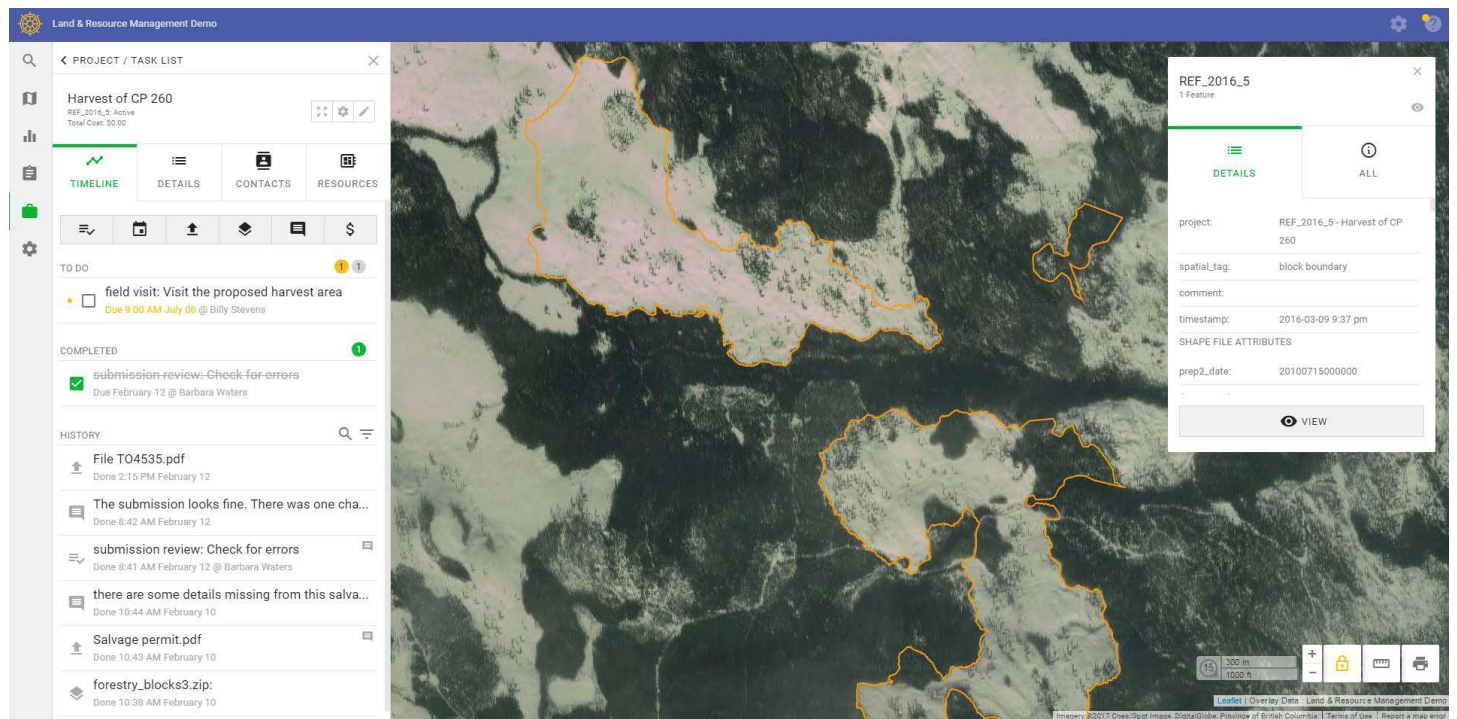 Land & Resource Management Demo
PROJECT / TASK LIST
Harvest of CP 260
REF_2016_5: Active
Total Cost: $0.00
TIMELINE
DETAILS
CONTACTS
RESOURCES
$
TO DO
1
1
field visit: Visit the proposed harvest area
Due 9:00 AM July 06 @ Billy Stevens
COMPLETED
1
submission review: Check for errors
Due February 12 @ Barbara Waters
HISTORY
File TO4535.pdf
Done 2:15 PM February 12
The submission looks fine. There was one cha...
Done 8:42 AM February 12
submission review: Check for errors
Done 8:41 AM February 12 @ Barbara Waters
there are some details missing from this salva...
Done 10:44 AM February 10
Salvage permit.pdf
Done 10:43 AM February 10
forestry_blocks3.zip:
Done 10:38 AM February 10
REF_2016_5
1 Feature
DETAILS
ALL
project: REF_2016_5 - Harvest of CP
260
spatial_tag: block boundary
comment:
timestamp: 2016-03-09 9:37 pm
SHAPE FILE ATTRIBUTES
prep2_date: 20100715000000
VIEW
15
300 m
1000 ft
+
−
Leaflet | Overlay Data : Land & Resource Management Demo
Imagery ©2017 Cnes/Spot Image, DigitalGlobe, Province of British Columbia | Terms of Use | Report a map error